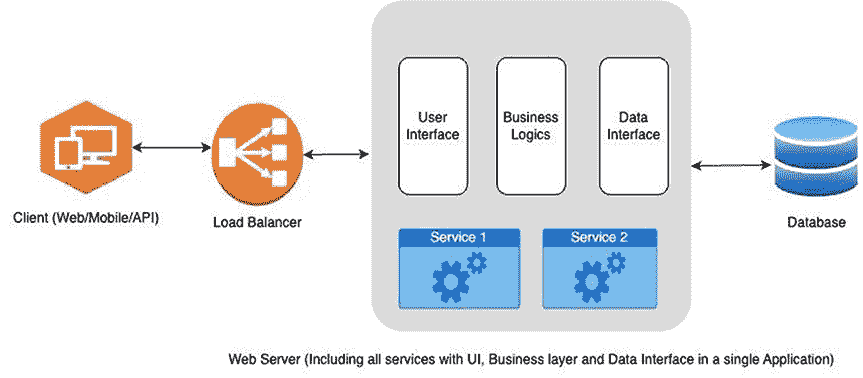 User
Interface
Business
Logics
Data
Interface
Client (Web/Mobile/API)
Load Balancer
Database
Service 1
Service 2
Web Server (Including all services with UI, Business layer and Data Interface in a single Application)